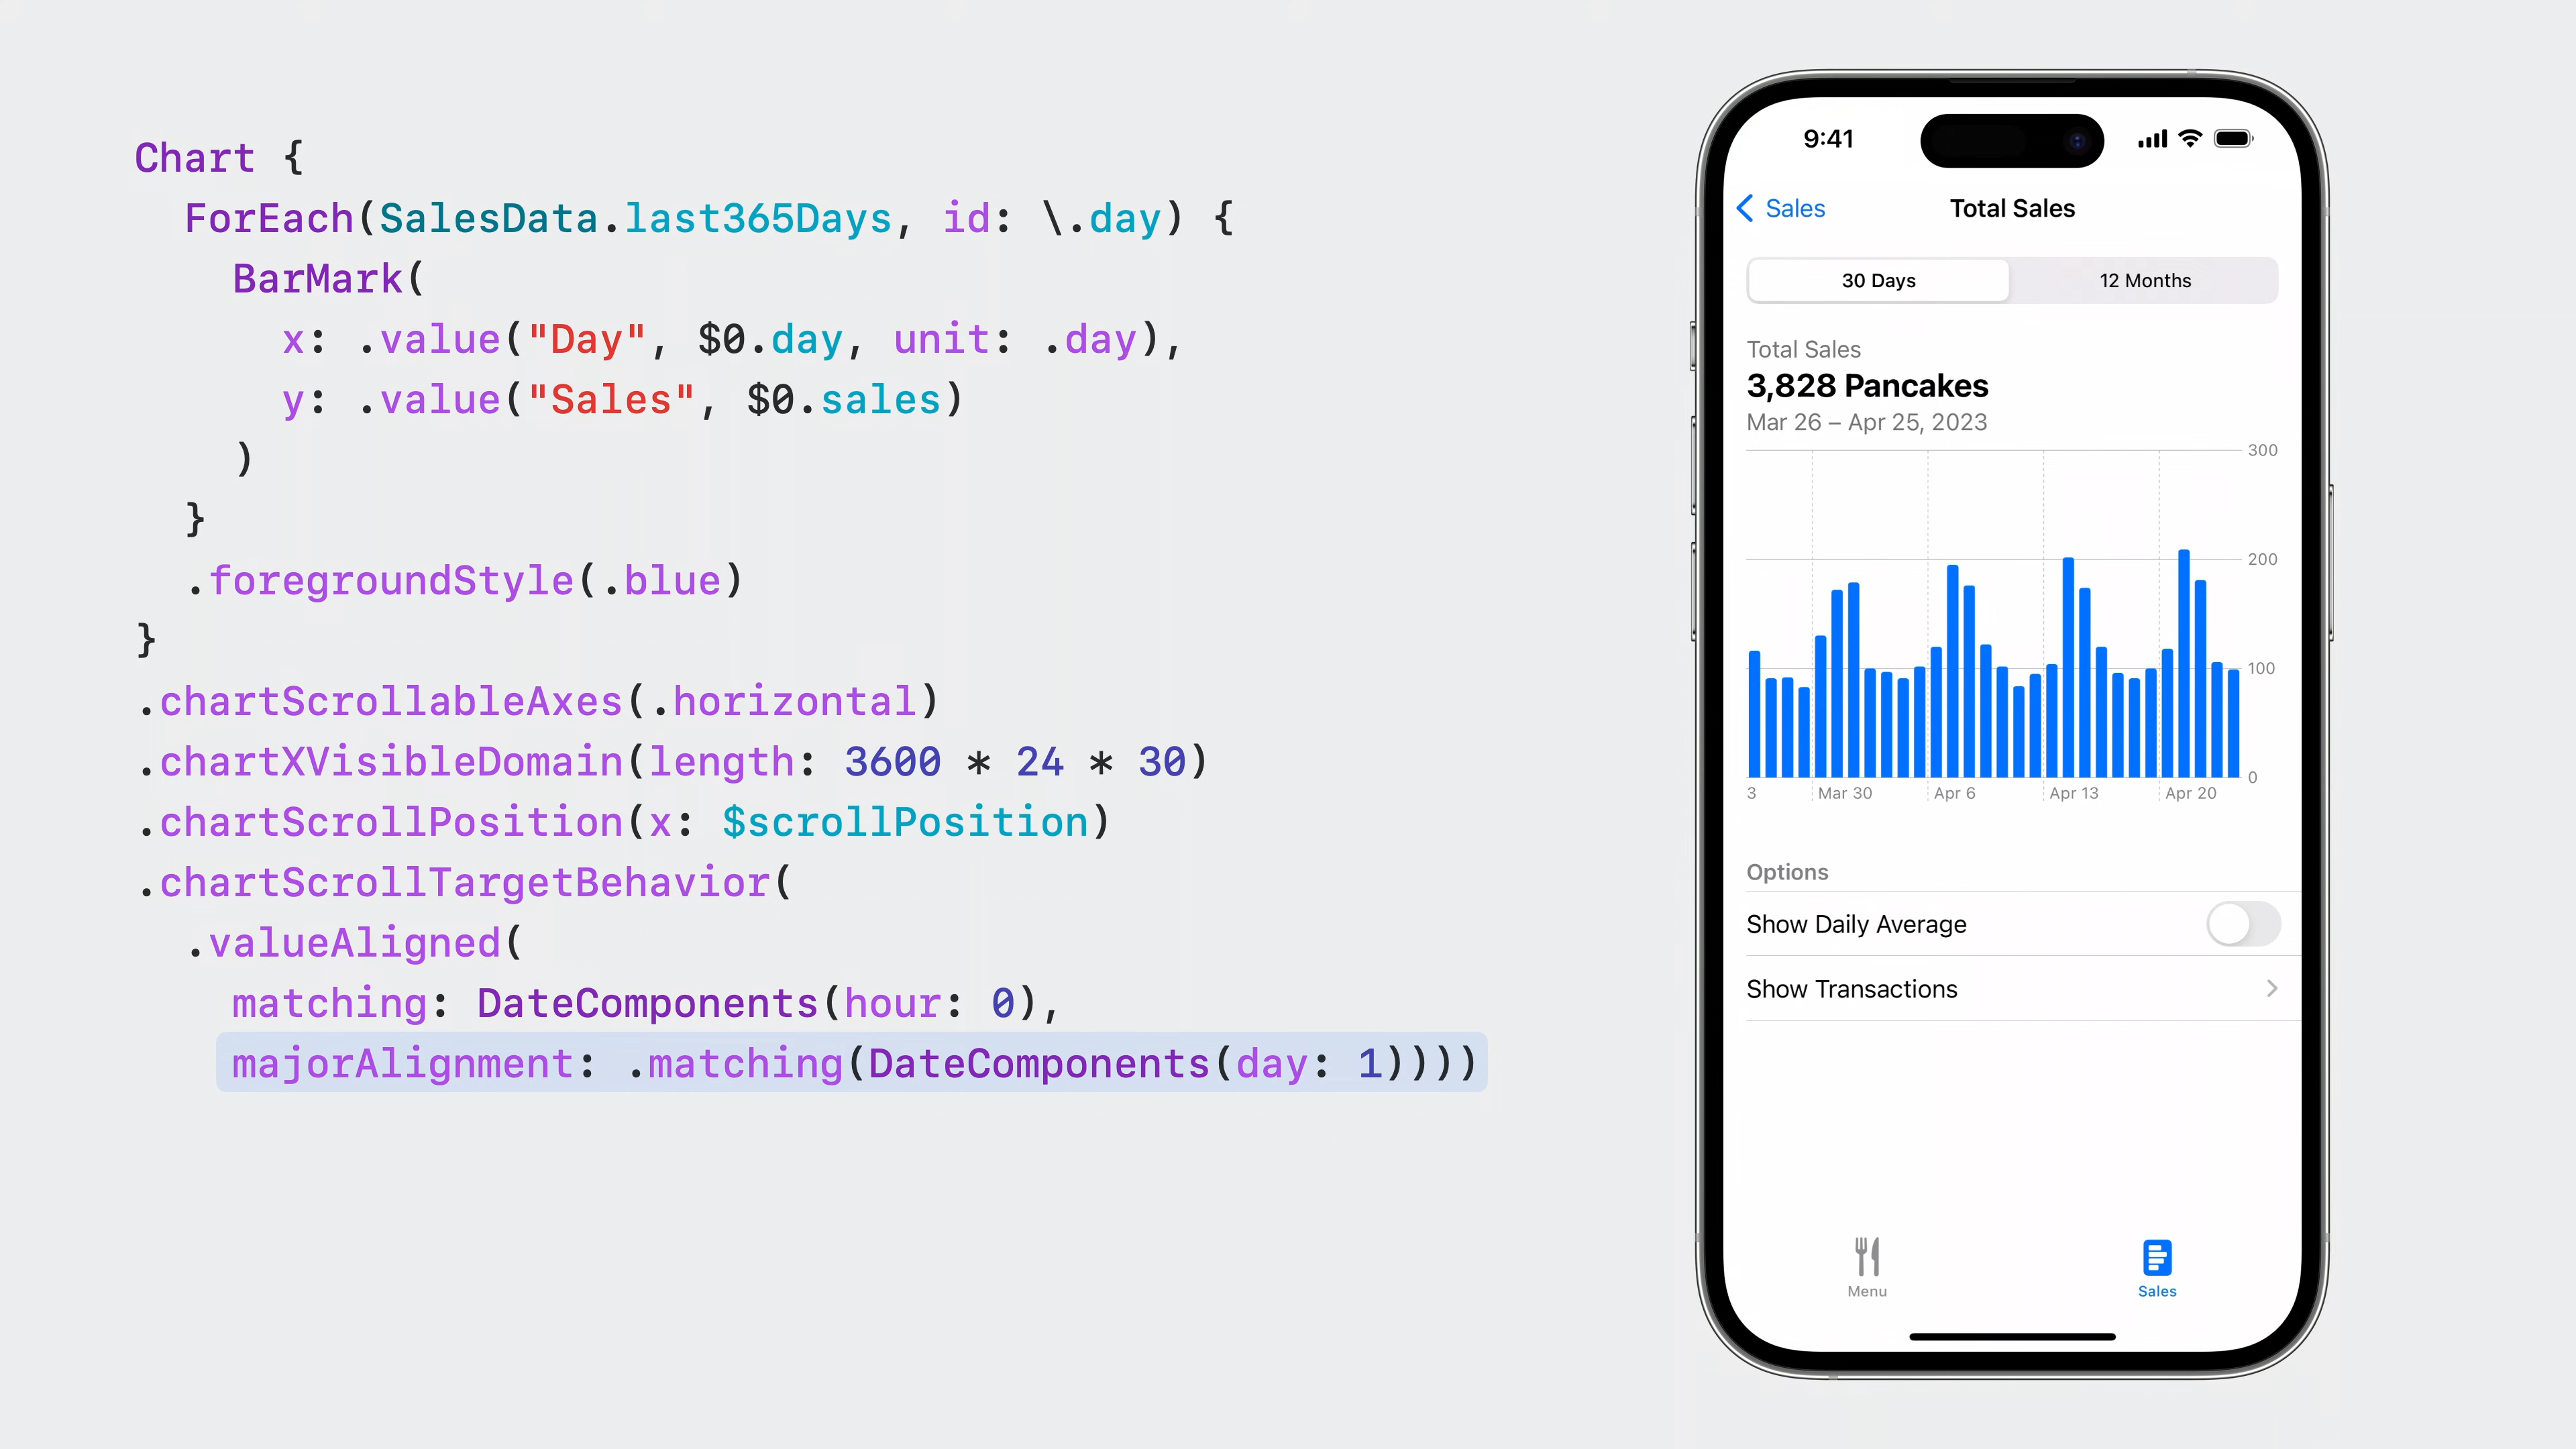 Chart {
  ForEach(SalesData.last365Days, id: \.day) {
    BarMark(
      x: .value("Day", $0.day, unit: .day),
      y: .value("Sales", $0.sales)
    )
  }
  .foregroundStyle(.blue)
}
.chartScrollableAxes(.horizontal)
.chartXVisibleDomain(length: 3600 * 24 * 30)
.chartScrollPosition(x: $scrollPosition)
.chartScrollTargetBehavior(
  .valueAligned(
    matching: DateComponents(hour: 0),
    majorAlignment: .matching(DateComponents(day: 1))))
9:41
Sales
Total Sales
30 Days
12 Months
Total Sales
3,828 Pancakes
Mar 26 – Apr 25, 2023
300
200
100
0
3
Mar 30
Apr 6
Apr 13
Apr 20
Options
Show Daily Average
Show Transactions
Menu
Sales